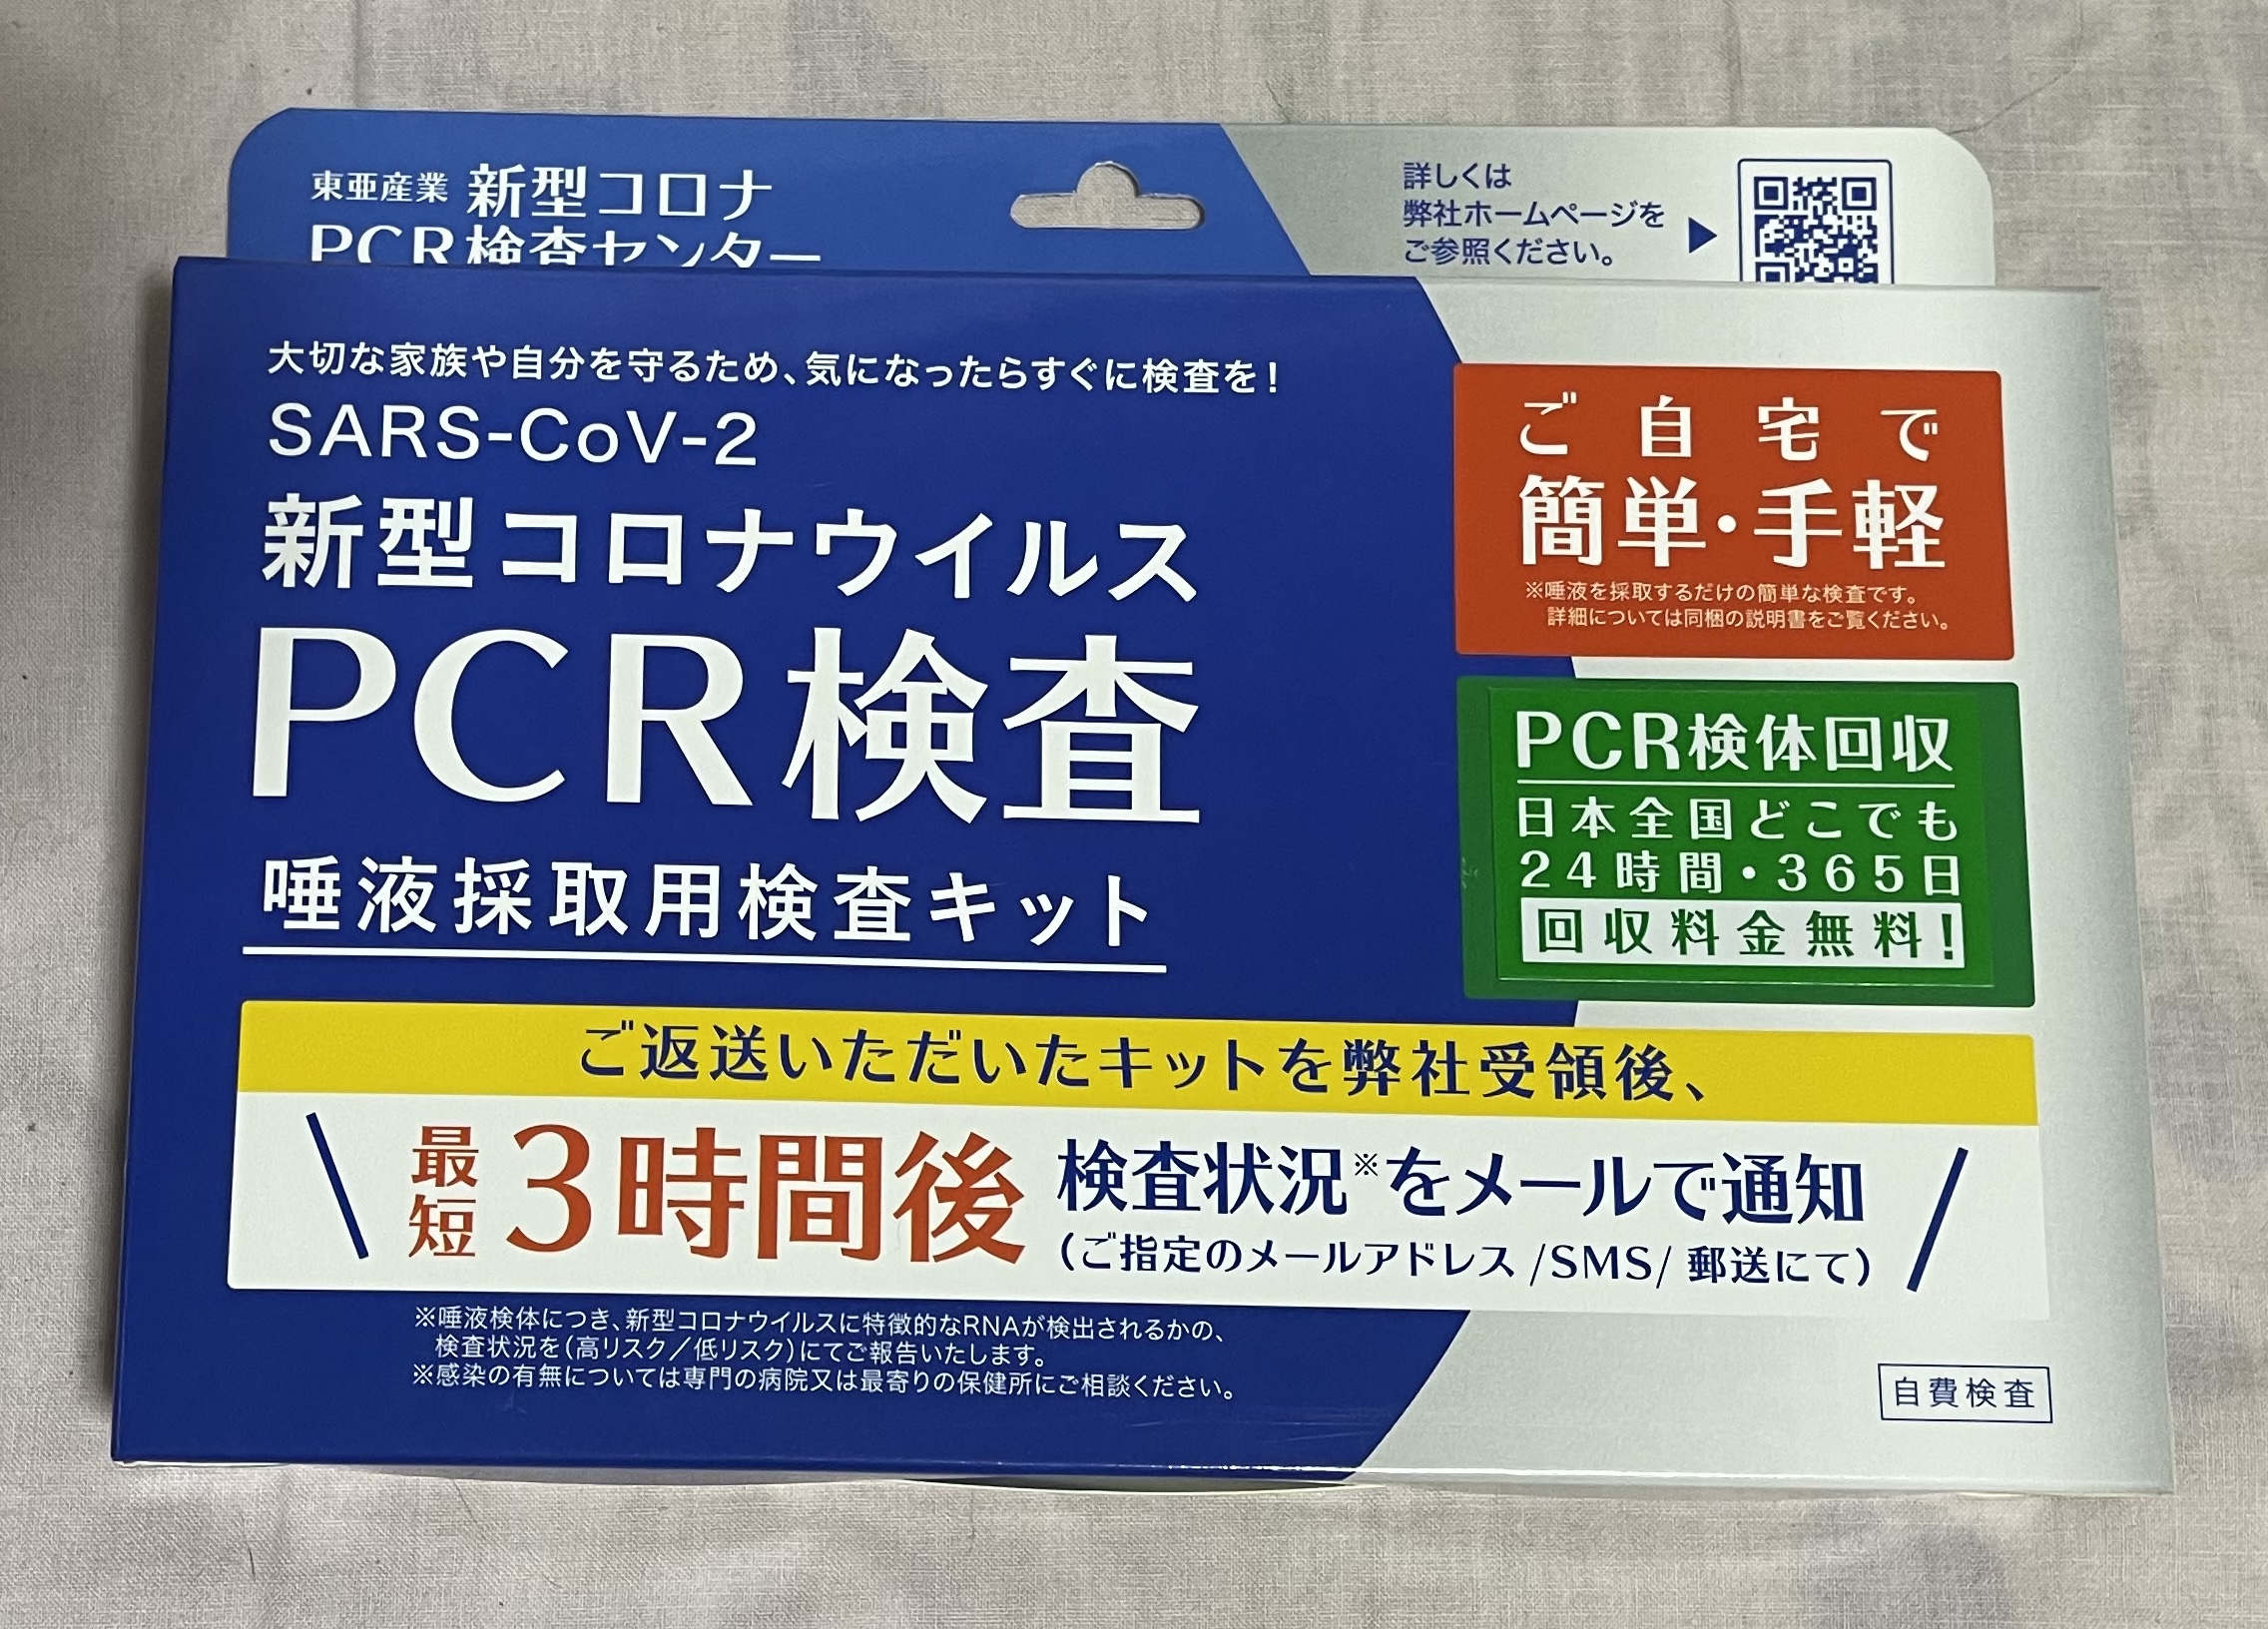 東亜産業 新型コロナ
PCR検査センター
詳しくは
弊社ホームページを
ご参照ください。
大切な家族や自分を守るため、気になったらすぐに検査を!
SARS-CoV-2
新型コロナウイルス
PCR検査
唾液採取用検査キット
ご自宅で
簡単・手軽
※唾液を採取するだけの簡単な検査です。
詳細については同梱の説明書をご覧ください。
PCR検体回収
日本全国どこでも
24時間・365日
回収料金無料!
ご返送いただいたキットを弊社受領後、
最短3時間後 検査状況※をメールで通知
(ご指定のメールアドレス/SMS/郵送にて)
※唾液検体につき、新型コロナウイルスに特徴的なRNAが検出されるかの、
検査状況を(高リスク/低リスク)にてご報告いたします。
※感染の有無については専門の病院又は最寄りの保健所にご相談ください。
自費検査